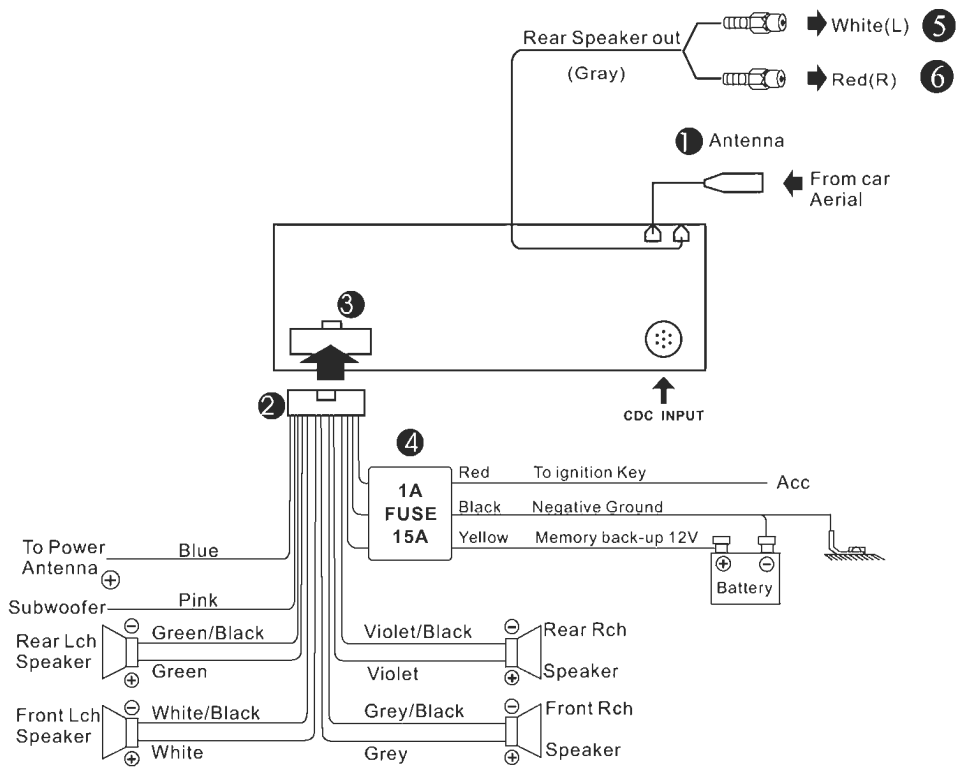 Rear Speaker out
(Gray)
White(L) 5
Red(R) 6
1 Antenna
From car
Aerial
3
2
CDC INPUT
4
1A
FUSE
15A
Red To ignition Key Acc
Black Negative Ground
Yellow Memory back-up 12V
Battery
To Power
Antenna
Blue
Subwoofer
Pink
Rear Lch
Speaker
Green/Black
Green
Violet/Black
Violet
Rear Rch
Speaker
Front Lch
Speaker
White/Black
White
Grey/Black
Grey
Front Rch
Speaker